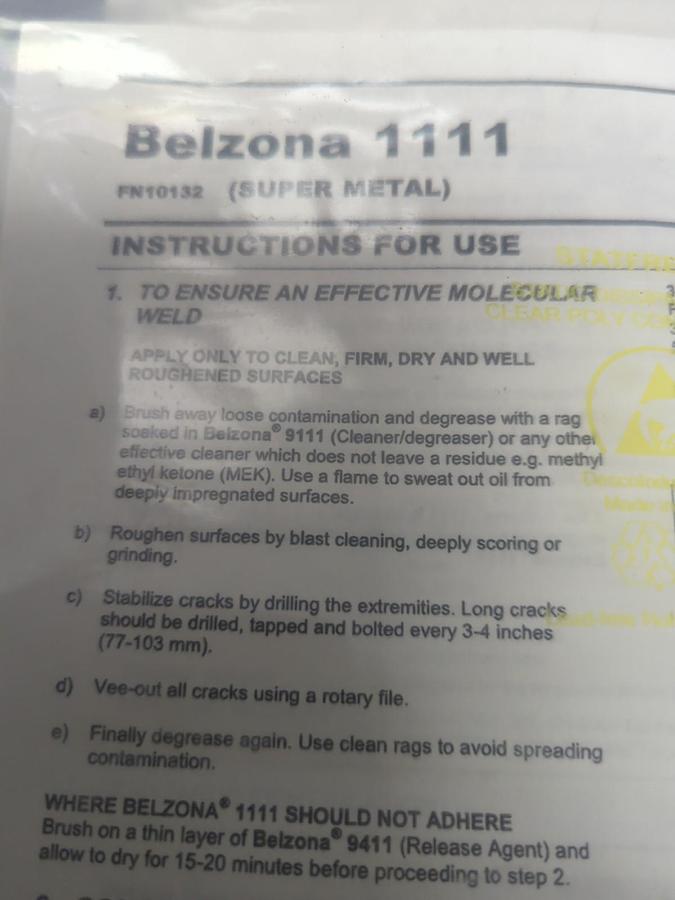 Belzona 1111
FN10132 (SUPER METAL)
INSTRUCTIONS FOR USE
1. TO ENSURE AN EFFECTIVE MOLECULAR
WELD
APPLY ONLY TO CLEAN, FIRM, DRY AND WELL
ROUGHENED SURFACES
a) Brush away loose contamination and degrease with a rag
soaked in Belzona® 9111 (Cleaner/degreaser) or any other
effective cleaner which does not leave a residue e.g. methyl
ethyl ketone (MEK). Use a flame to sweat out oil from
deeply impregnated surfaces.
b) Roughen surfaces by blast cleaning, deeply scoring or
grinding.
c) Stabilize cracks by drilling the extremities. Long cracks
should be drilled, tapped and bolted every 3-4 inches
(77-103 mm).
d) Vee-out all cracks using a rotary file.
e) Finally degrease again. Use clean rags to avoid spreading
contamination.
WHERE BELZONA® 1111 SHOULD NOT ADHERE
Brush on a thin layer of Belzona® 9411 (Release Agent) and
allow to dry for 15-20 minutes before proceeding to step 2.
CLEAR POLY
Made in